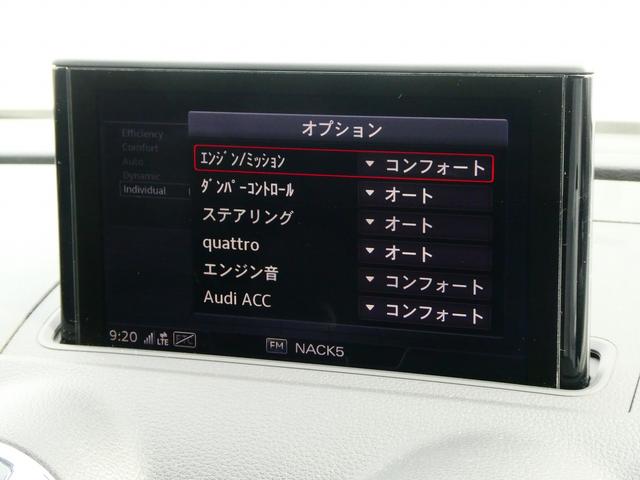 オプション
Efficiency
Comfort
Auto
Dynamic
Individual
ｴﾝｼﾞﾝ/ﾐｯｼｮﾝ ▼ コンフォート
ﾀﾞﾝﾊﾟｰｺﾝﾄﾛｰﾙ ▼ オート
ステアリング ▼ オート
quattro ▼ オート
エンジン音 ▼ コンフォート
Audi ACC ▼ コンフォート
9:20 LTE FM NACK5